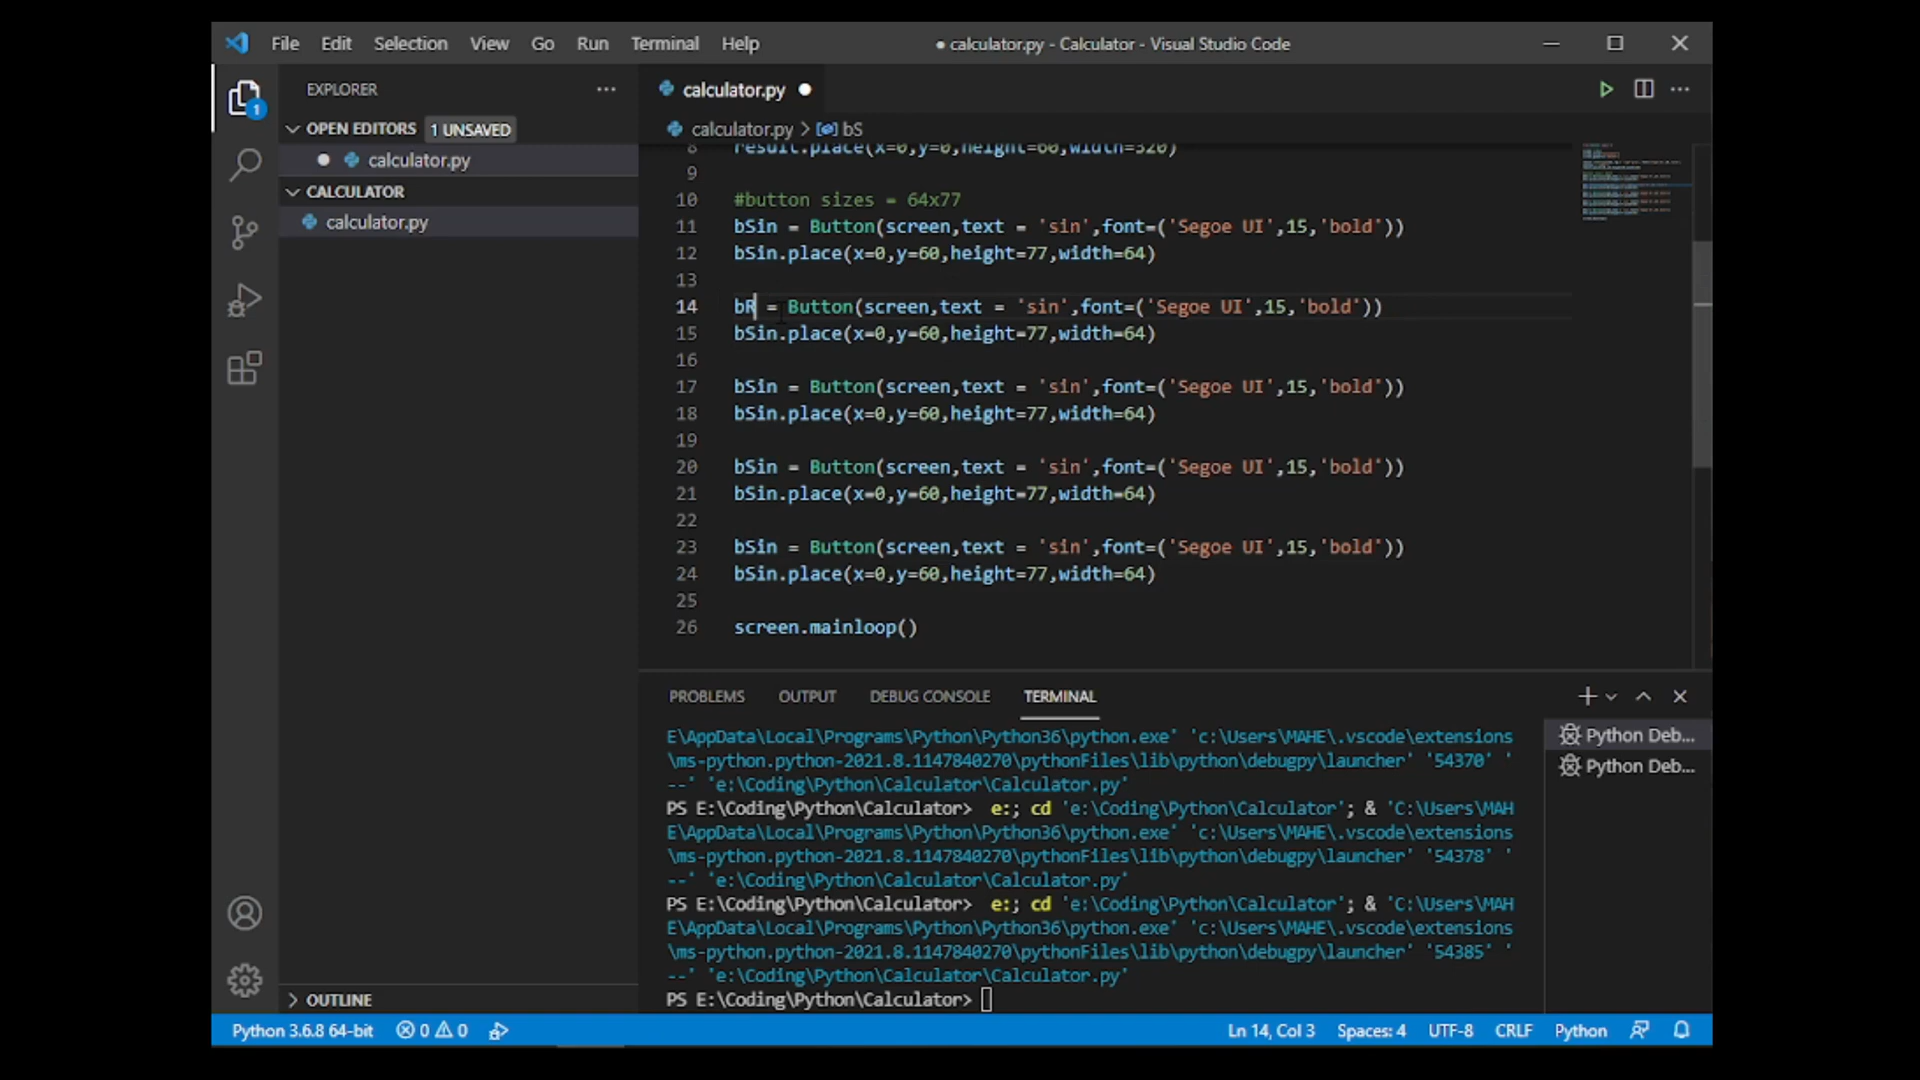 File Edit Selection View Go Run Terminal Help
● calculator.py - Calculator - Visual Studio Code
EXPLORER
OPEN EDITORS 1 UNSAVED
calculator.py
CALCULATOR
calculator.py
OUTLINE
1
calculator.py
calculator.py > bS
8 result.place(x=0,y=0,height=60,width=320)
9
10 #button sizes = 64x77
11 bSin = Button(screen,text = 'sin',font=('Segoe UI',15,'bold'))
12 bSin.place(x=0,y=60,height=77,width=64)
13
14 bR = Button(screen,text = 'sin',font=('Segoe UI',15,'bold'))
15 bSin.place(x=0,y=60,height=77,width=64)
16
17 bSin = Button(screen,text = 'sin',font=('Segoe UI',15,'bold'))
18 bSin.place(x=0,y=60,height=77,width=64)
19
20 bSin = Button(screen,text = 'sin',font=('Segoe UI',15,'bold'))
21 bSin.place(x=0,y=60,height=77,width=64)
22
23 bSin = Button(screen,text = 'sin',font=('Segoe UI',15,'bold'))
24 bSin.place(x=0,y=60,height=77,width=64)
25
26 screen.mainloop()
PROBLEMS OUTPUT DEBUG CONSOLE TERMINAL
E\AppData\Local\Programs\Python\Python36\python.exe' 'c:\Users\MAHE\.vscode\extensions
\ms-python.python-2021.8.1147840270\pythonFiles\lib\python\debugpy\launcher' '54370' '
--' 'e:\Coding\Python\Calculator\Calculator.py'
PS E:\Coding\Python\Calculator> e:; cd 'e:\Coding\Python\Calculator'; & 'C:\Users\MAH
E\AppData\Local\Programs\Python\Python36\python.exe' 'c:\Users\MAHE\.vscode\extensions
\ms-python.python-2021.8.1147840270\pythonFiles\lib\python\debugpy\launcher' '54378' '
--' 'e:\Coding\Python\Calculator\Calculator.py'
PS E:\Coding\Python\Calculator> e:; cd 'e:\Coding\Python\Calculator'; & 'C:\Users\MAH
E\AppData\Local\Programs\Python\Python36\python.exe' 'c:\Users\MAHE\.vscode\extensions
\ms-python.python-2021.8.1147840270\pythonFiles\lib\python\debugpy\launcher' '54385' '
--' 'e:\Coding\Python\Calculator\Calculator.py'
PS E:\Coding\Python\Calculator>
Python Deb...
Python Deb...
Python 3.6.8 64-bit 0 0 Ln 14, Col 3 Spaces: 4 UTF-8 CRLF Python